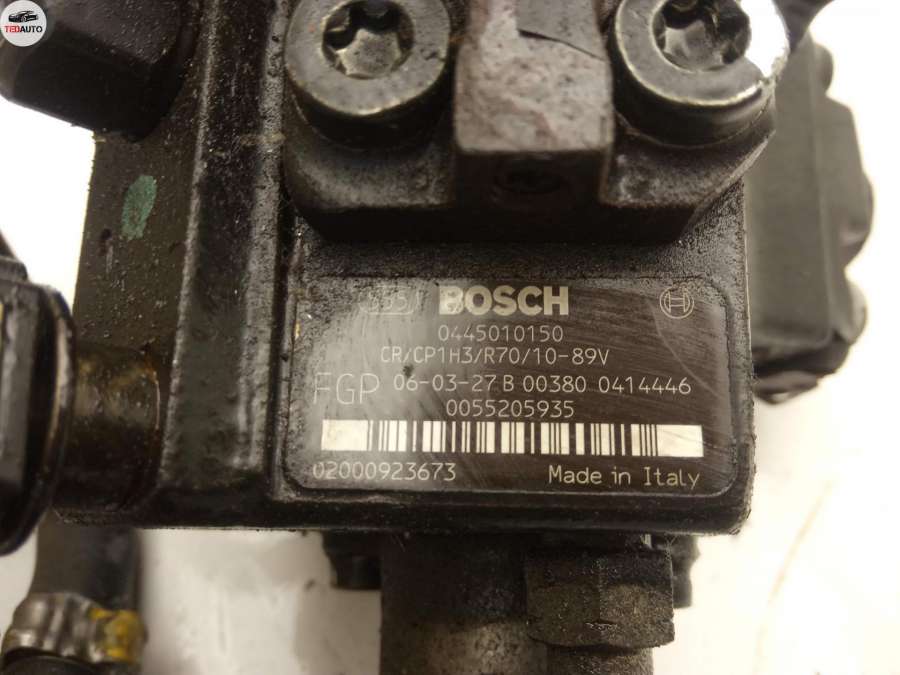 TEDAUTO
BOSCH
0445010150
CR/CP1H3/R70/10-89V
FGP 06-03-27 B 00380 0414446
0055205935
02000923673 Made in Italy